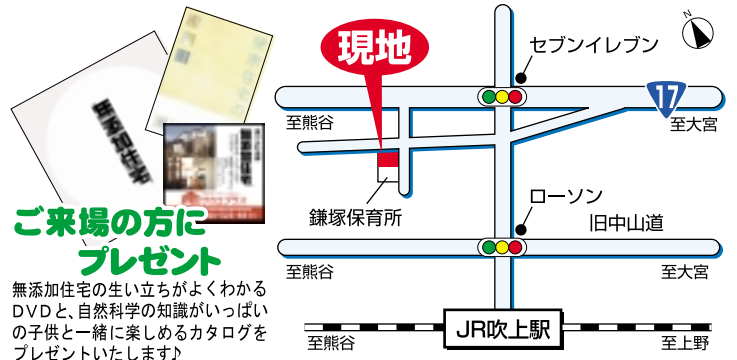 無添加住宅
無添加住宅
ご来場の方に
プレゼント
無添加住宅の生い立ちがよくわかる
DVDと、自然科学の知識がいっぱい
の子供と一緒に楽しめるカタログを
プレゼントいたします♪
現地
セブンイレブン
N
17
至熊谷
至大宮
鎌塚保育所
ローソン
旧中山道
至熊谷
至大宮
JR吹上駅
至熊谷
至上野